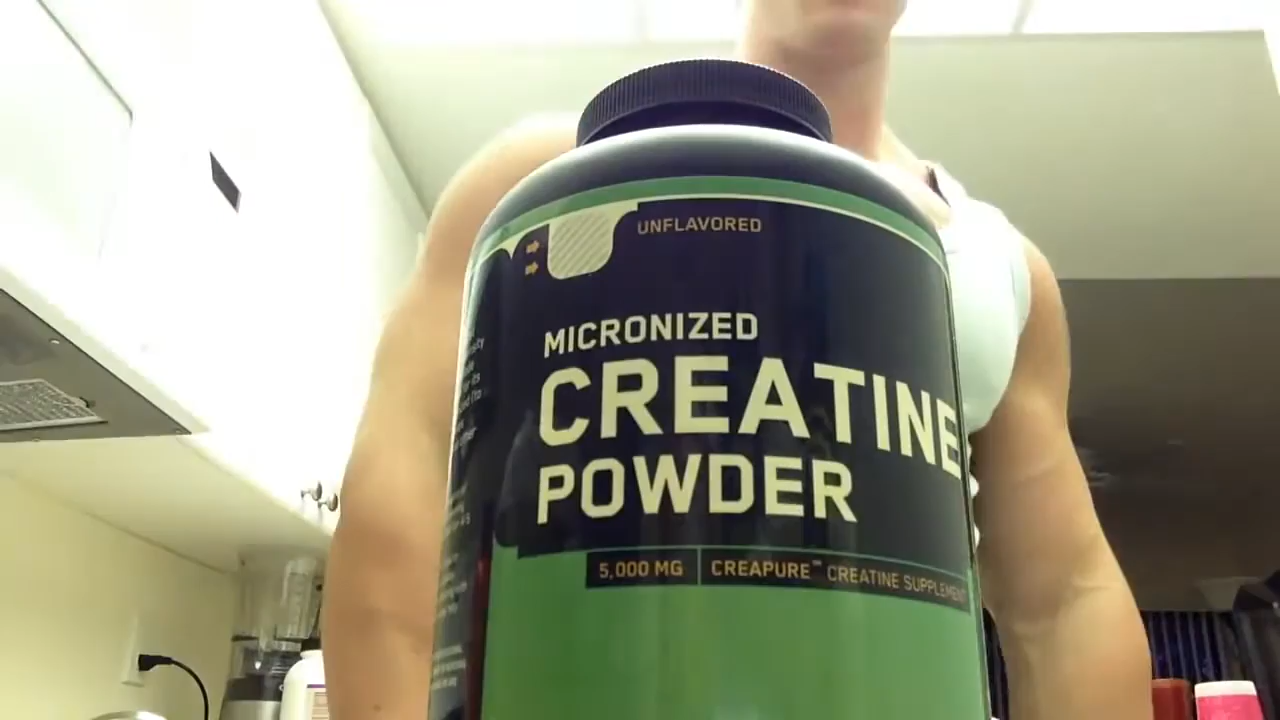 UNFLAVORED
MICRONIZED
CREATINE
POWDER
5,000 MG
CREAPURE™ CREATINE SUPPLEMENT